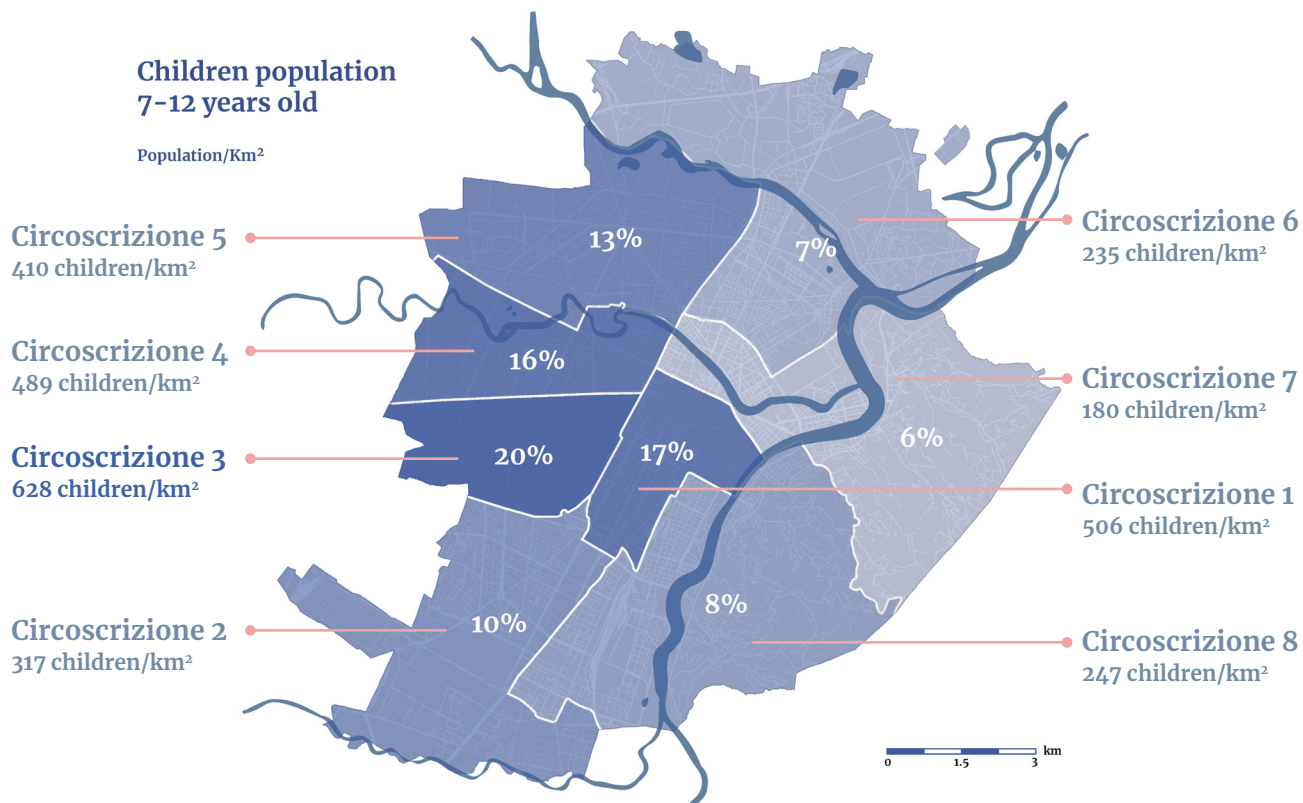 Children population
7-12 years old
Population/Km²
Circoscrizione 5
410 children/km²
Circoscrizione 4
489 children/km²
Circoscrizione 3
628 children/km²
Circoscrizione 2
317 children/km²
13%
7%
16%
20%
17%
6%
10%
8%
Circoscrizione 6
235 children/km²
Circoscrizione 7
180 children/km²
Circoscrizione 1
506 children/km²
Circoscrizione 8
247 children/km²
km
0 1.5 3